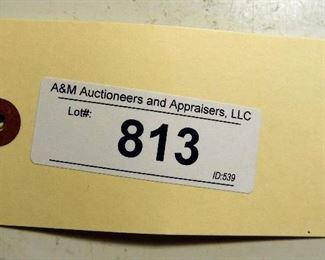 A&M Auctioneers and Appraisers, LLC
Lot#:
813
ID:539